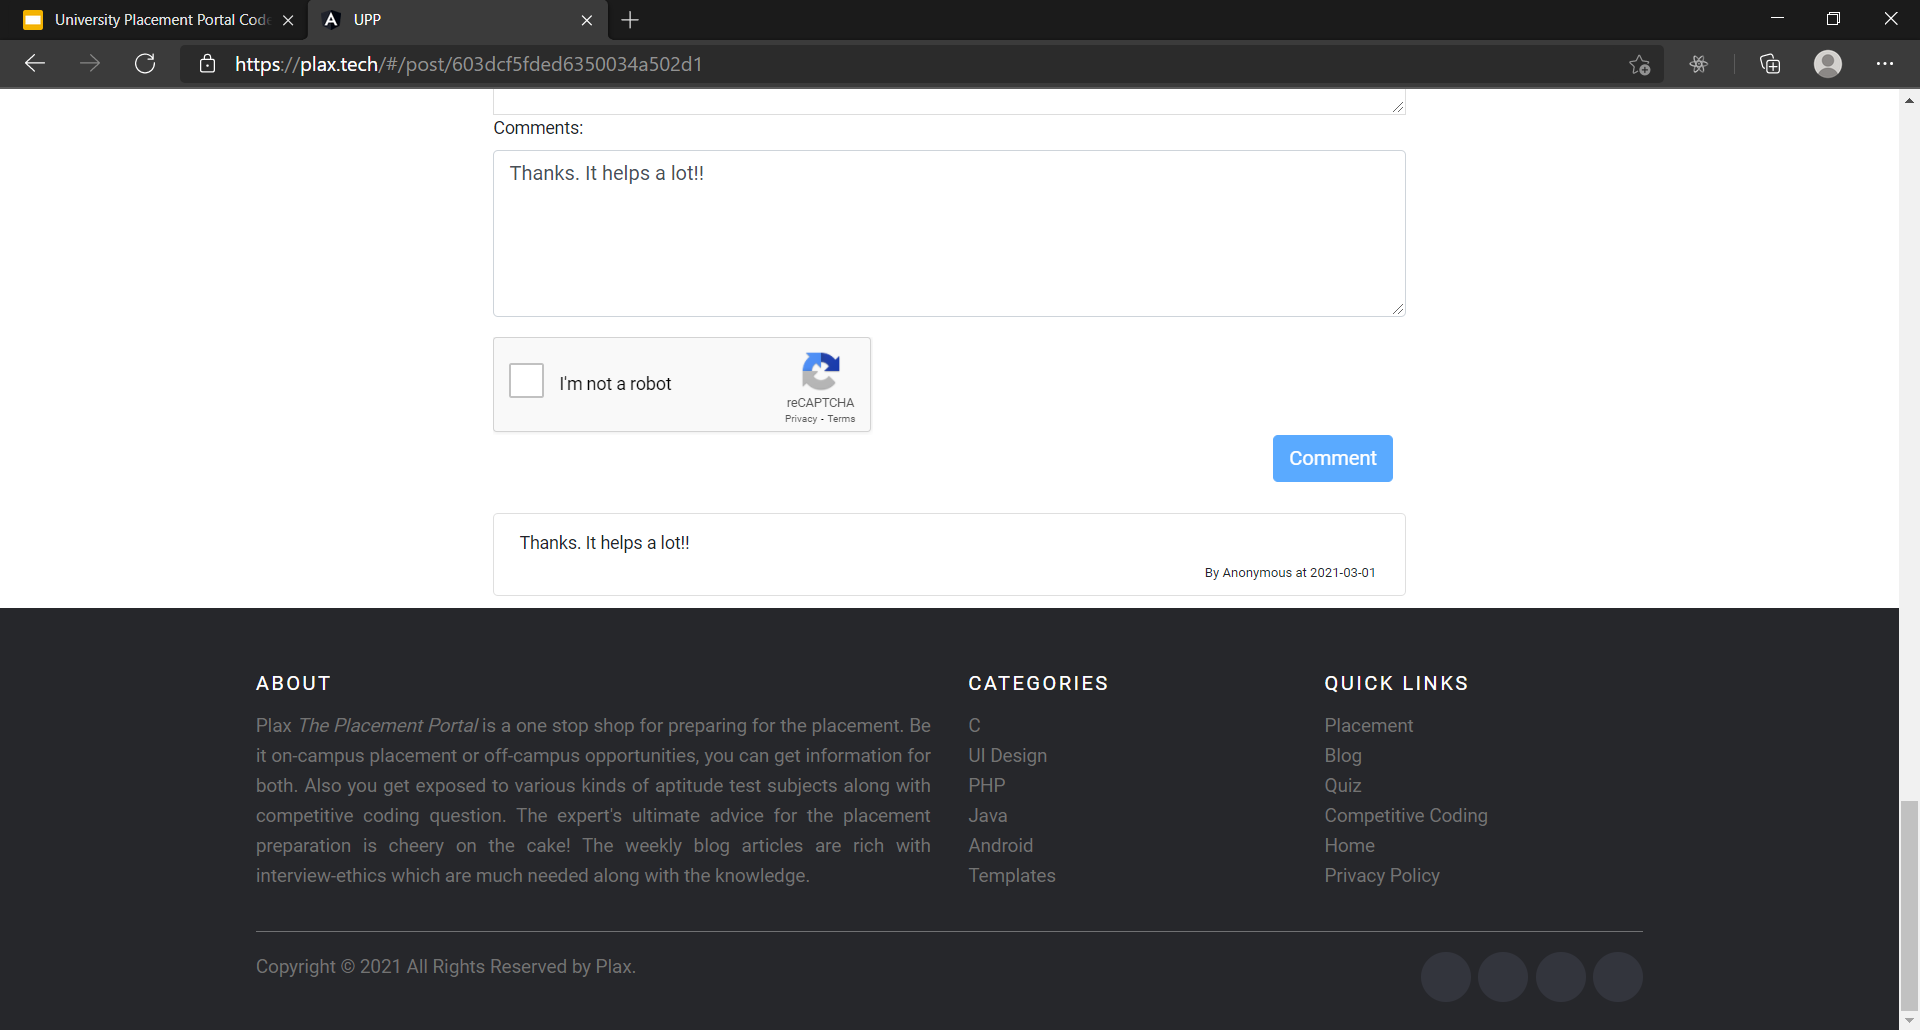 University Placement Portal Code
UPP
https://plax.tech/#/post/603dcf5fded6350034a502d1
Comments:
Thanks. It helps a lot!!
I'm not a robot
reCAPTCHA
Privacy - Terms
Comment
Thanks. It helps a lot!!
By Anonymous at 2021-03-01
ABOUT
Plax The Placement Portal is a one stop shop for preparing for the placement. Be
it on-campus placement or off-campus opportunities, you can get information for
both. Also you get exposed to various kinds of aptitude test subjects along with
competitive coding question. The expert's ultimate advice for the placement
preparation is cheery on the cake! The weekly blog articles are rich with
interview-ethics which are much needed along with the knowledge.
CATEGORIES
C
UI Design
PHP
Java
Android
Templates
QUICK LINKS
Placement
Blog
Quiz
Competitive Coding
Home
Privacy Policy
Copyright © 2021 All Rights Reserved by Plax.